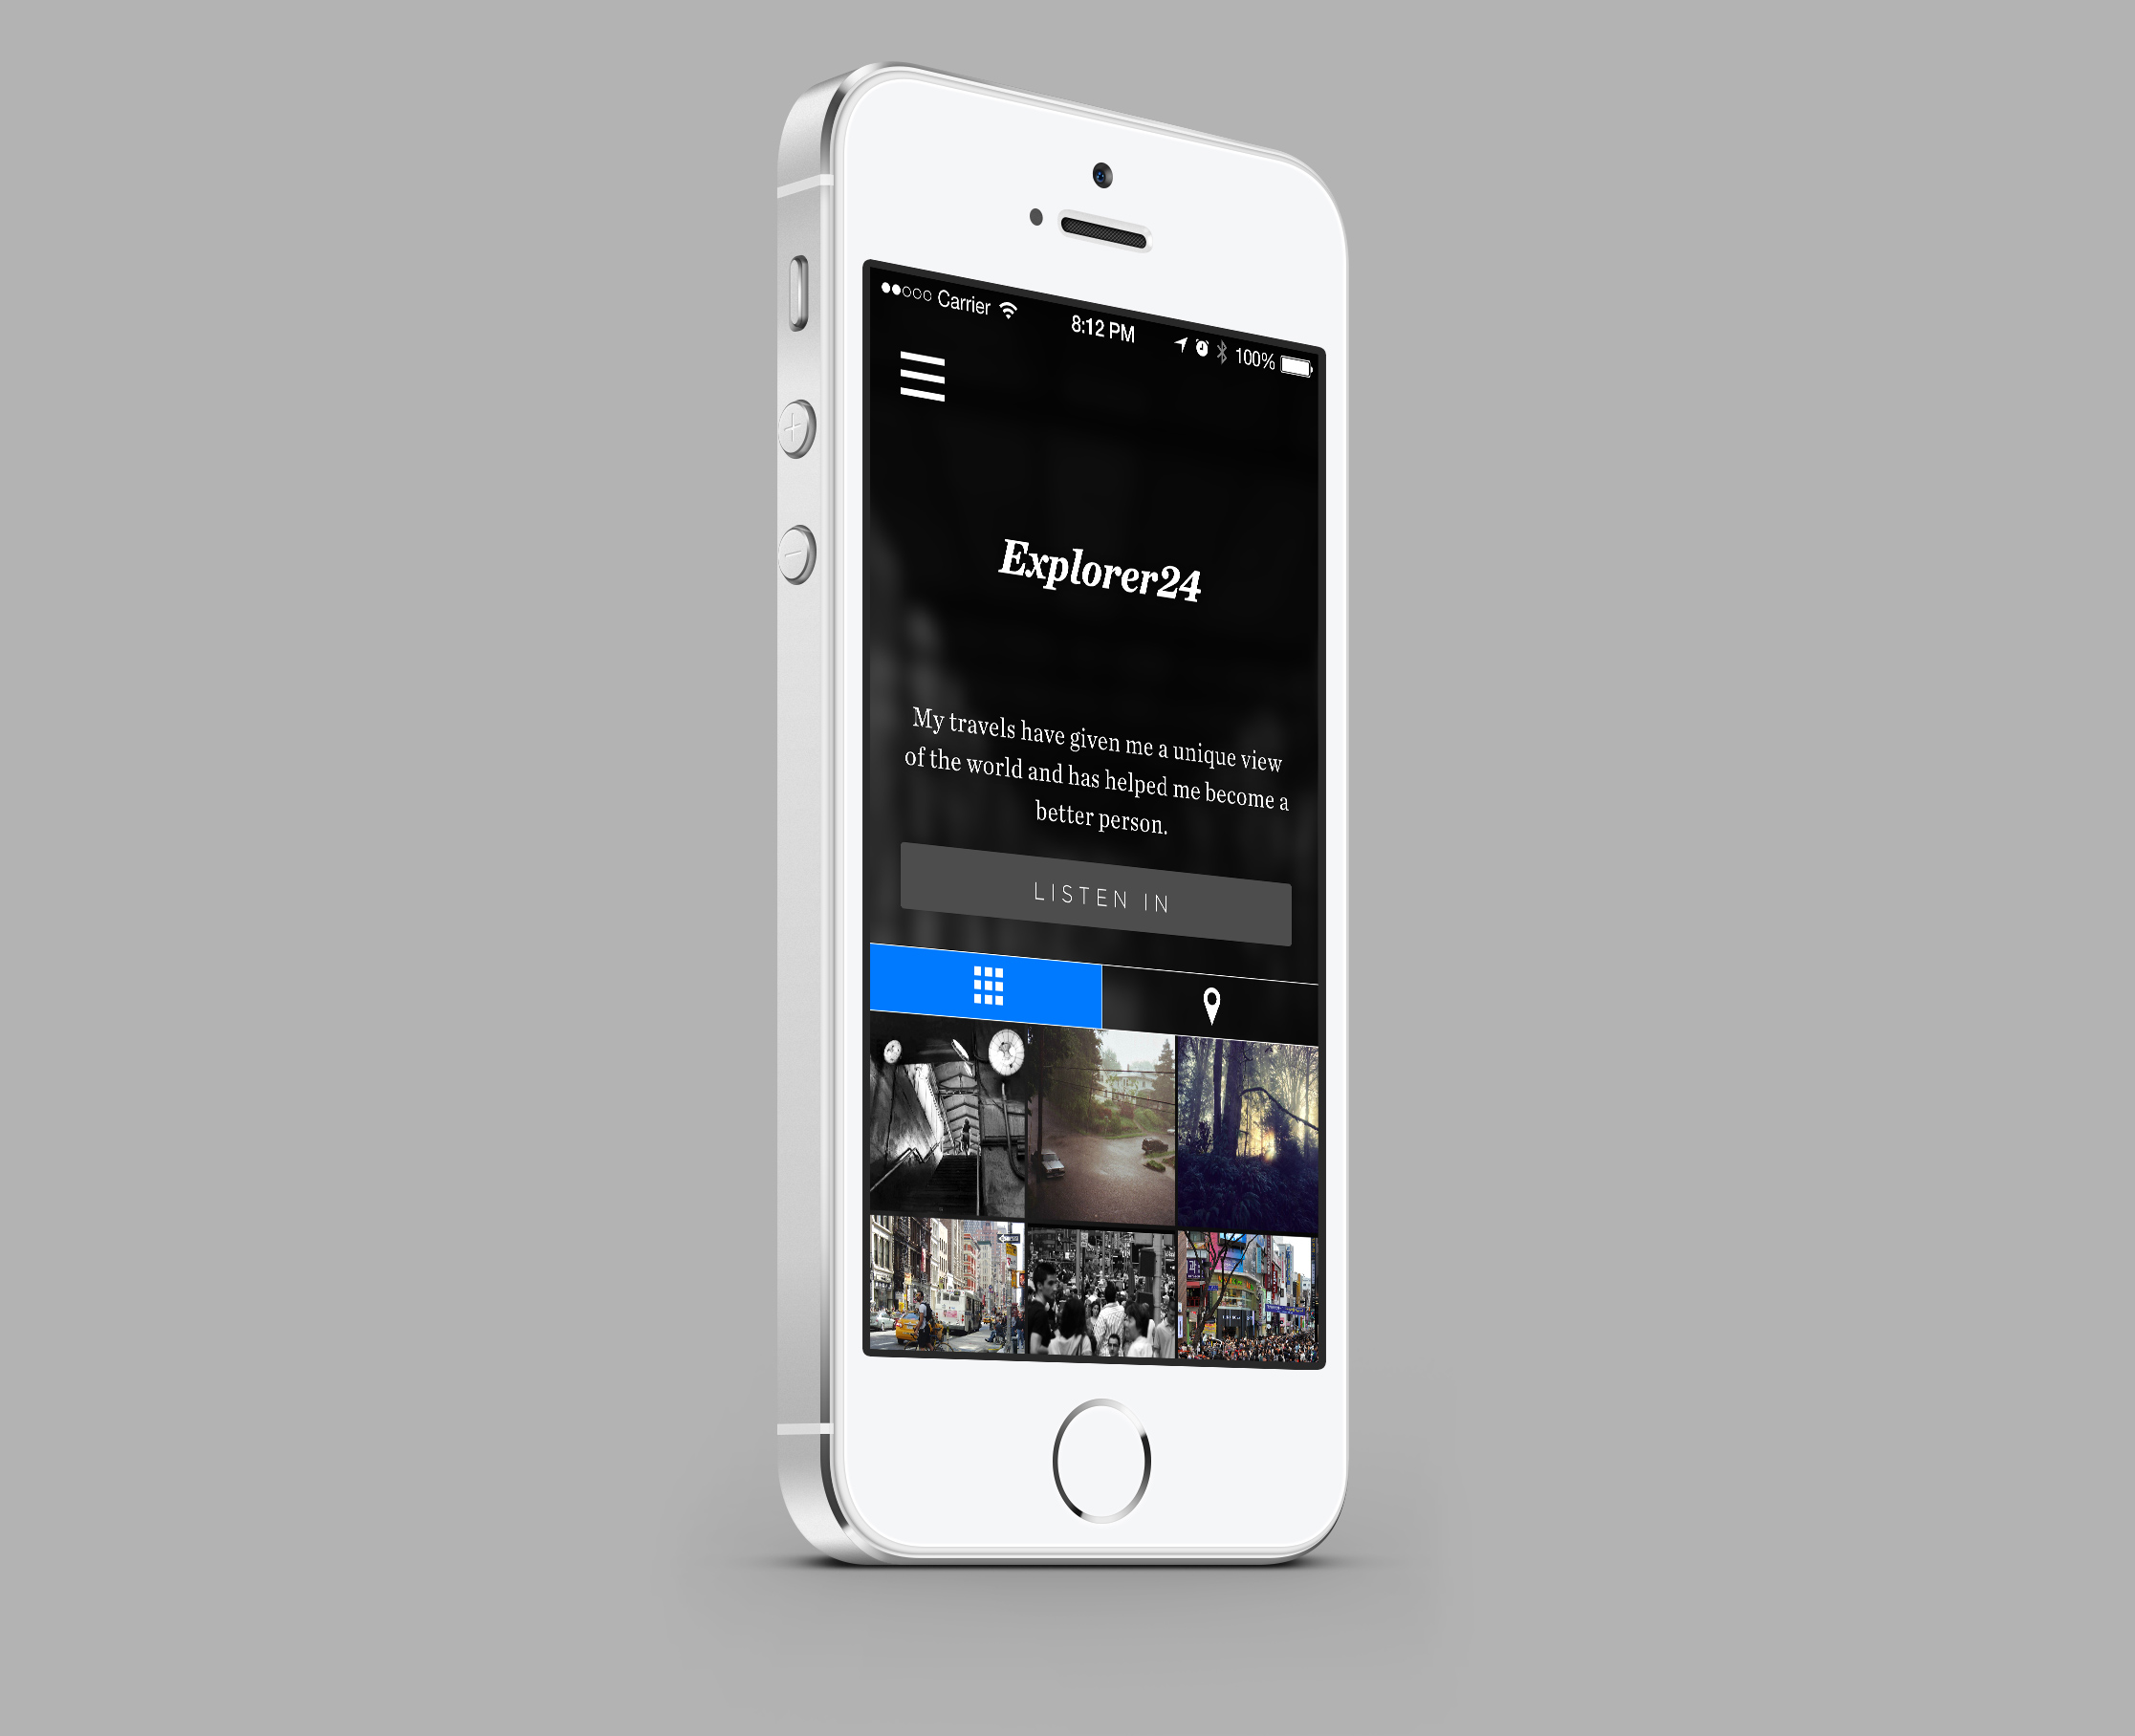 Carrier 8:12 PM 100%
Explorer24
My travels have given me a unique view
of the world and has helped me become a
better person.
LISTEN IN